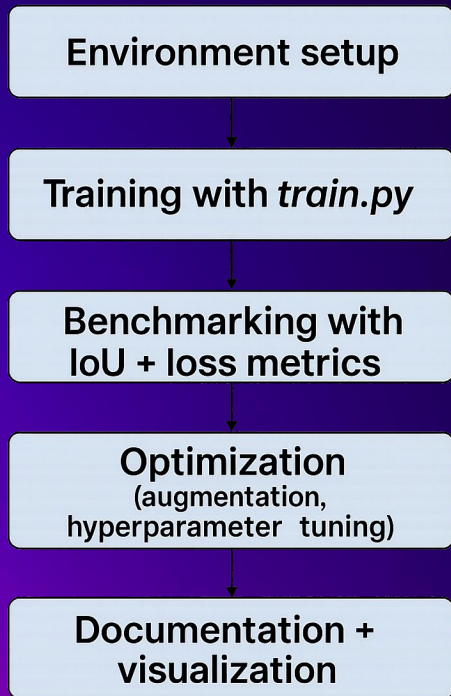 Environment setup
Training with train.py
Benchmarking with
IoU + loss metrics
Optimization
(augmentation,
hyperparameter tuning)
Documentation +
visualization